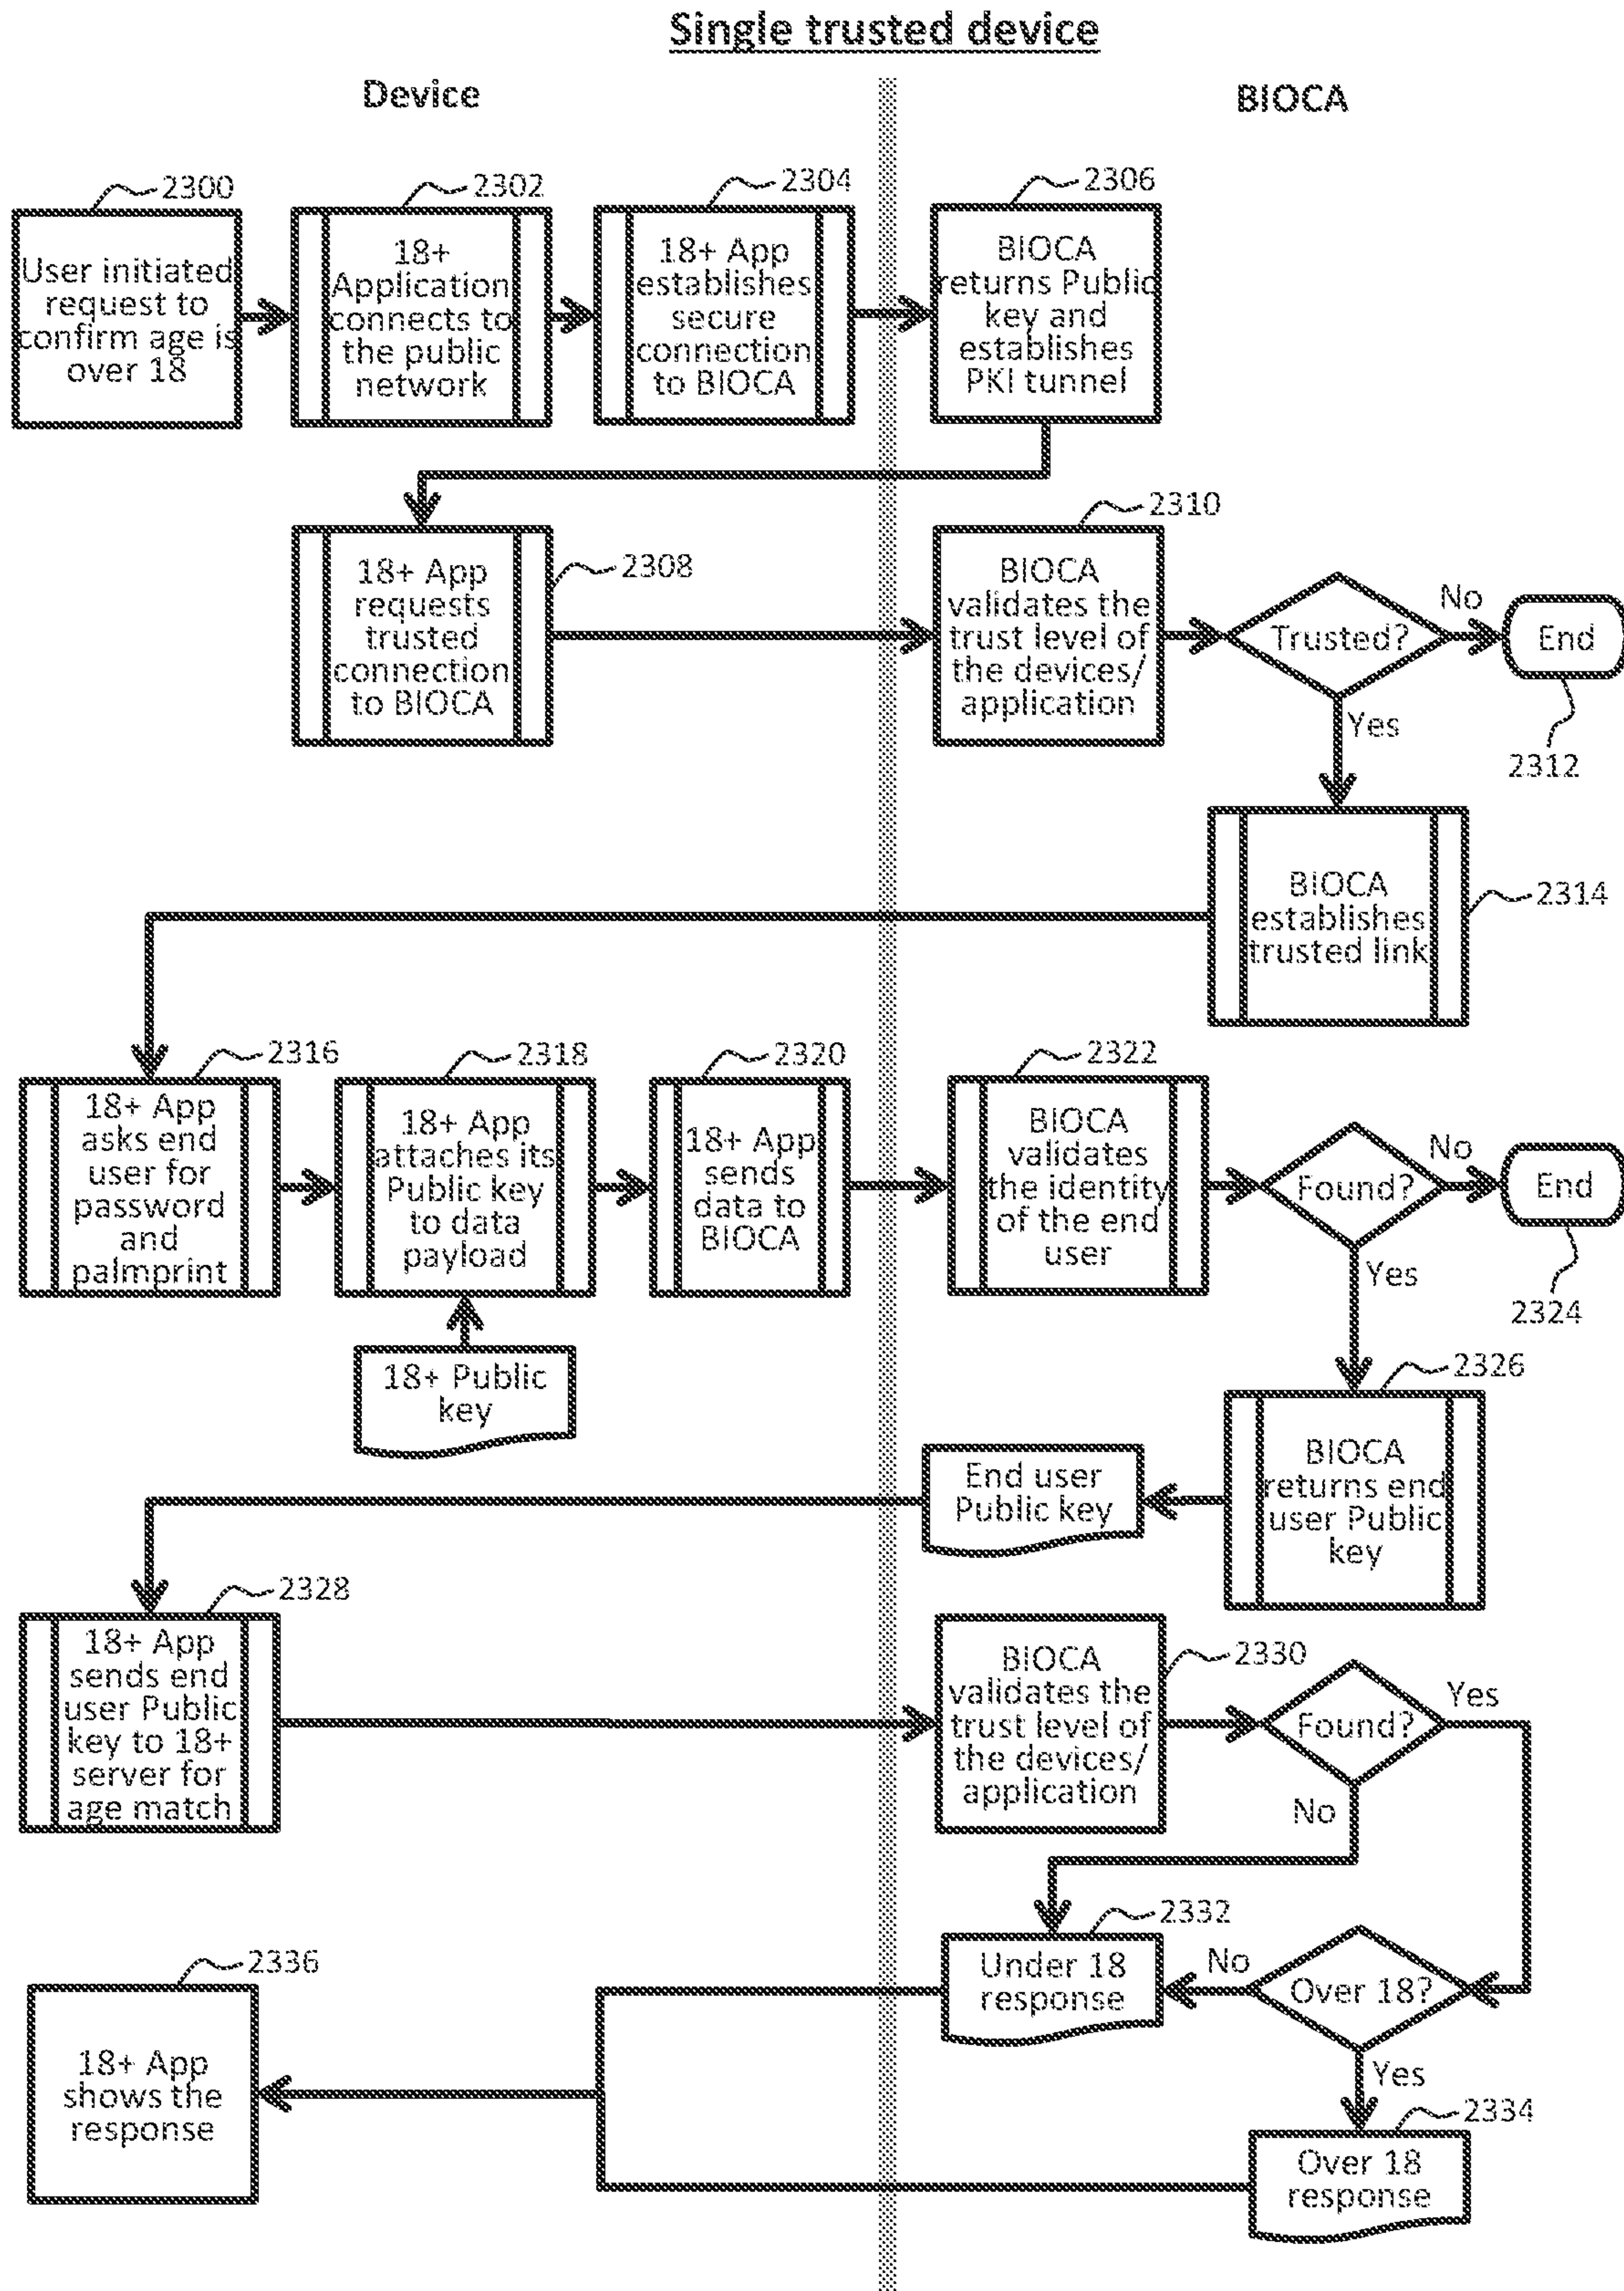 Single trusted device
Device
BIOCA
2300
User initiated
request to
confirm age is
over 18
2302
18+
Application
connects to
the public
network
2304
18+ App
establishes
secure
connection
to BIOCA
2306
BIOCA
returns Public
key and
establishes
PKI tunnel
2308
18+ App
requests
trusted
connection
to BIOCA
2310
BIOCA
validates the
trust level of
the devices/
application
Trusted?
No
End
2312
Yes
BIOCA
establishes
trusted link
2314
2316
18+ App
asks end
user for
password
and
palmprint
2318
18+ App
attaches its
Public key
to data
payload
18+ Public
key
2320
18+ App
sends
data to
BIOCA
2322
BIOCA
validates
the identity
of the end
user
Found?
No
End
2324
Yes
2326
BIOCA
returns end
user Public
key
End user
Public key
2328
18+ App
sends end
user Public
key to 18+
server for
age match
2330
BIOCA
validates the
trust level of
the devices/
application
Found?
Yes
No
2332
Under 18
response
No
Over 18?
Yes
2334
Over 18
response
2336
18+ App
shows the
response